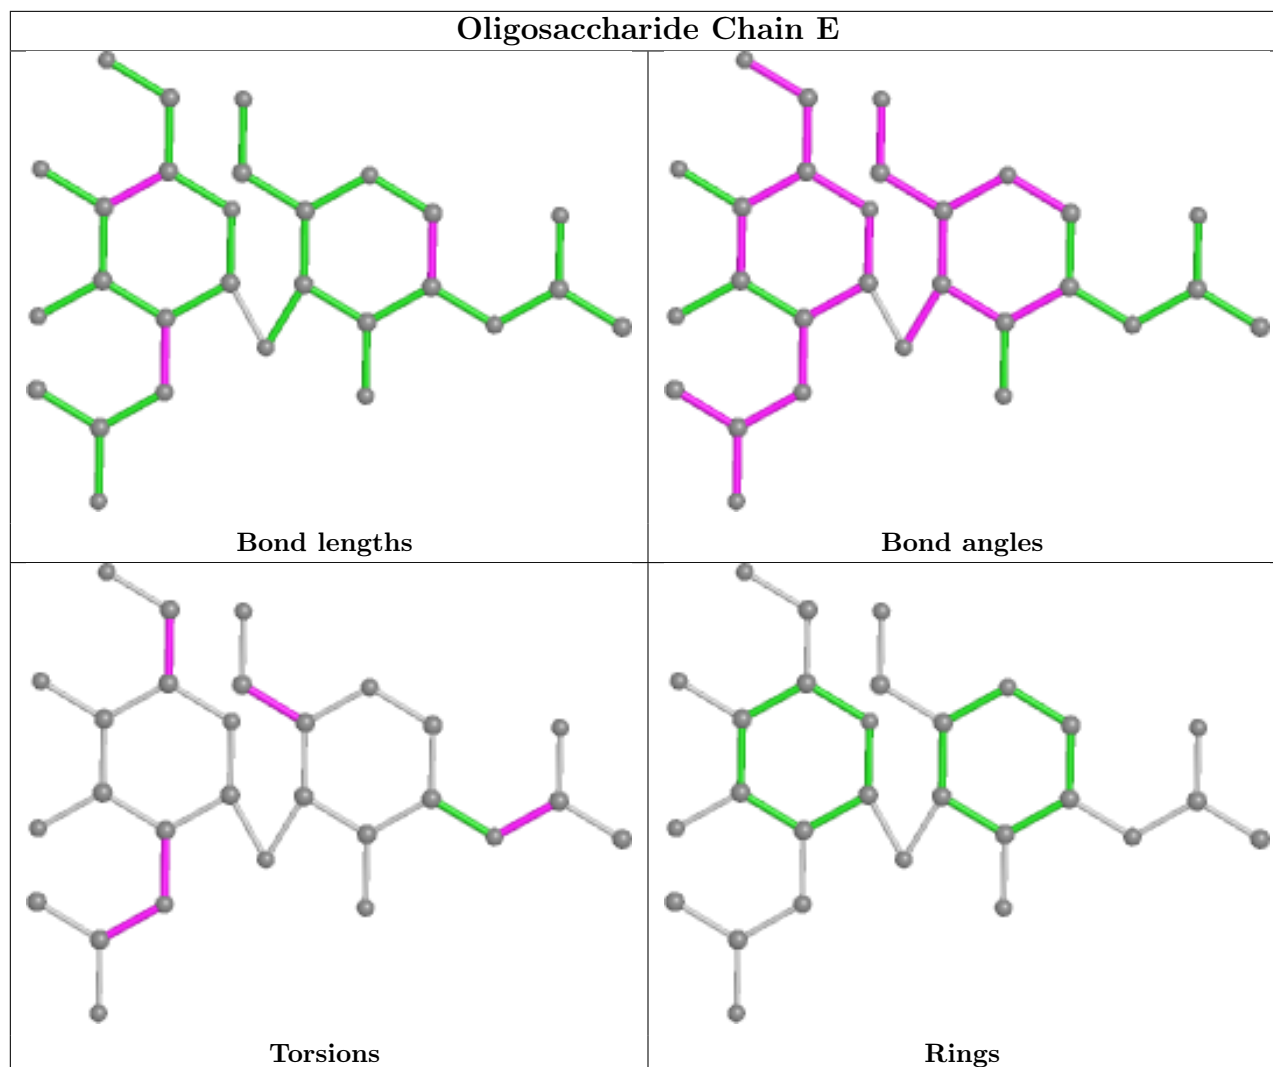 Oligosaccharide Chain E
Bond lengths
Bond angles
Torsions
Rings